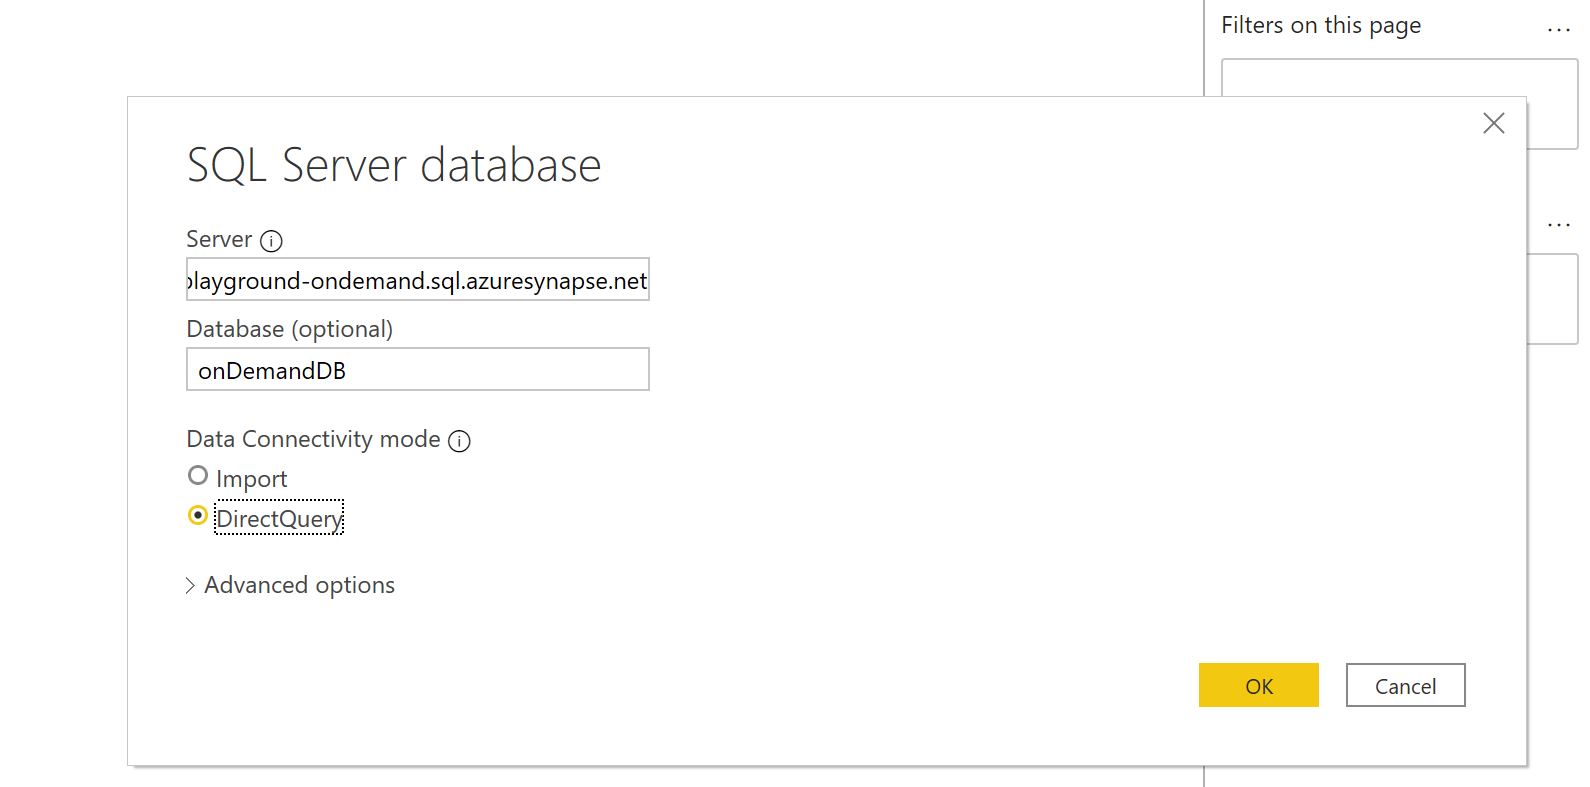 Filters on this page
...
SQL Server database
Server
playground-ondemand.sql.azuresynapse.net
Database (optional)
onDemandDB
...
Data Connectivity mode
Import
DirectQuery
Advanced options
OK
Cancel